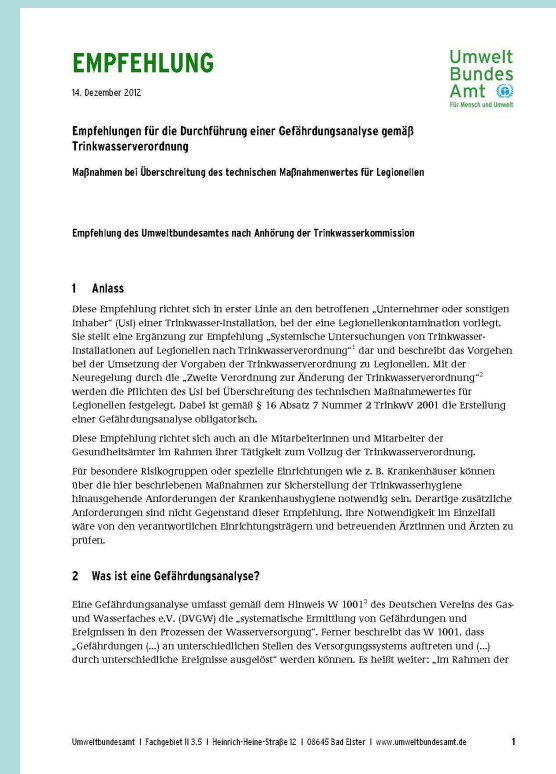 EMPFEHLUNG
Umwelt
Bundes
Amt
Für Mensch und Umwelt
14. Dezember 2012
Empfehlungen für die Durchführung einer Gefährdungsanalyse gemäß
Trinkwasserverordnung
Maßnahmen bei Überschreitung des technischen Maßnahmenwertes für Legionellen
Empfehlung des Umweltbundesamtes nach Anhörung der Trinkwasserkommission
1 Anlass
Diese Empfehlung richtet sich in erster Linie an den betroffenen „Unternehmer oder sonstigen
Inhaber“ (UsI) einer Trinkwasser-Installation, bei der eine Legionellenkontamination vorliegt.
Sie stellt eine Ergänzung zur Empfehlung „Systemische Untersuchungen von Trinkwasser-
Installationen auf Legionellen nach Trinkwasserverordnung“¹ dar und beschreibt das Vorgehen
bei der Umsetzung der Vorgaben der Trinkwasserverordnung zu Legionellen. Mit der
Neuregelung durch die „Zweite Verordnung zur Änderung der Trinkwasserverordnung“²
werden die Pflichten des UsI bei Überschreitung des technischen Maßnahmewertes für
Legionellen festgelegt. Dabei ist gemäß § 16 Absatz 7 Nummer 2 TrinkwV 2001 die Erstellung
einer Gefährdungsanalyse obligatorisch.
Diese Empfehlung richtet sich auch an die Mitarbeiterinnen und Mitarbeiter der
Gesundheitsämter im Rahmen ihrer Tätigkeit zum Vollzug der Trinkwasserverordnung.
Für besondere Risikogruppen oder spezielle Einrichtungen wie z. B. Krankenhäuser können
über die hier beschriebenen Maßnahmen zur Sicherstellung der Trinkwasserhygiene
hinausgehende Anforderungen der Krankenhaushygiene notwendig sein. Derartige zusätzliche
Anforderungen sind nicht Gegenstand dieser Empfehlung. Ihre Notwendigkeit im Einzelfall
wäre von den verantwortlichen Einrichtungsträgern und betreuenden Ärztinnen und Ärzten zu
prüfen.
2 Was ist eine Gefährdungsanalyse?
Eine Gefährdungsanalyse umfasst gemäß dem Hinweis W 1001³ des Deutschen Vereins des Gas-
und Wasserfaches e.V. (DVGW) die „systematische Ermittlung von Gefährdungen und
Ereignissen in den Prozessen der Wasserversorgung“. Ferner beschreibt das W 1001, dass
„Gefährdungen (...) an unterschiedlichen Stellen des Versorgungssystems auftreten und (...)
durch unterschiedliche Ereignisse ausgelöst“ werden können. Es heißt weiter: „Im Rahmen der
Umweltbundesamt | Fachgebiet II 3.5 | Heinrich-Heine-Straße 12 | 08645 Bad Elster | www.umweltbundesamt.de 1